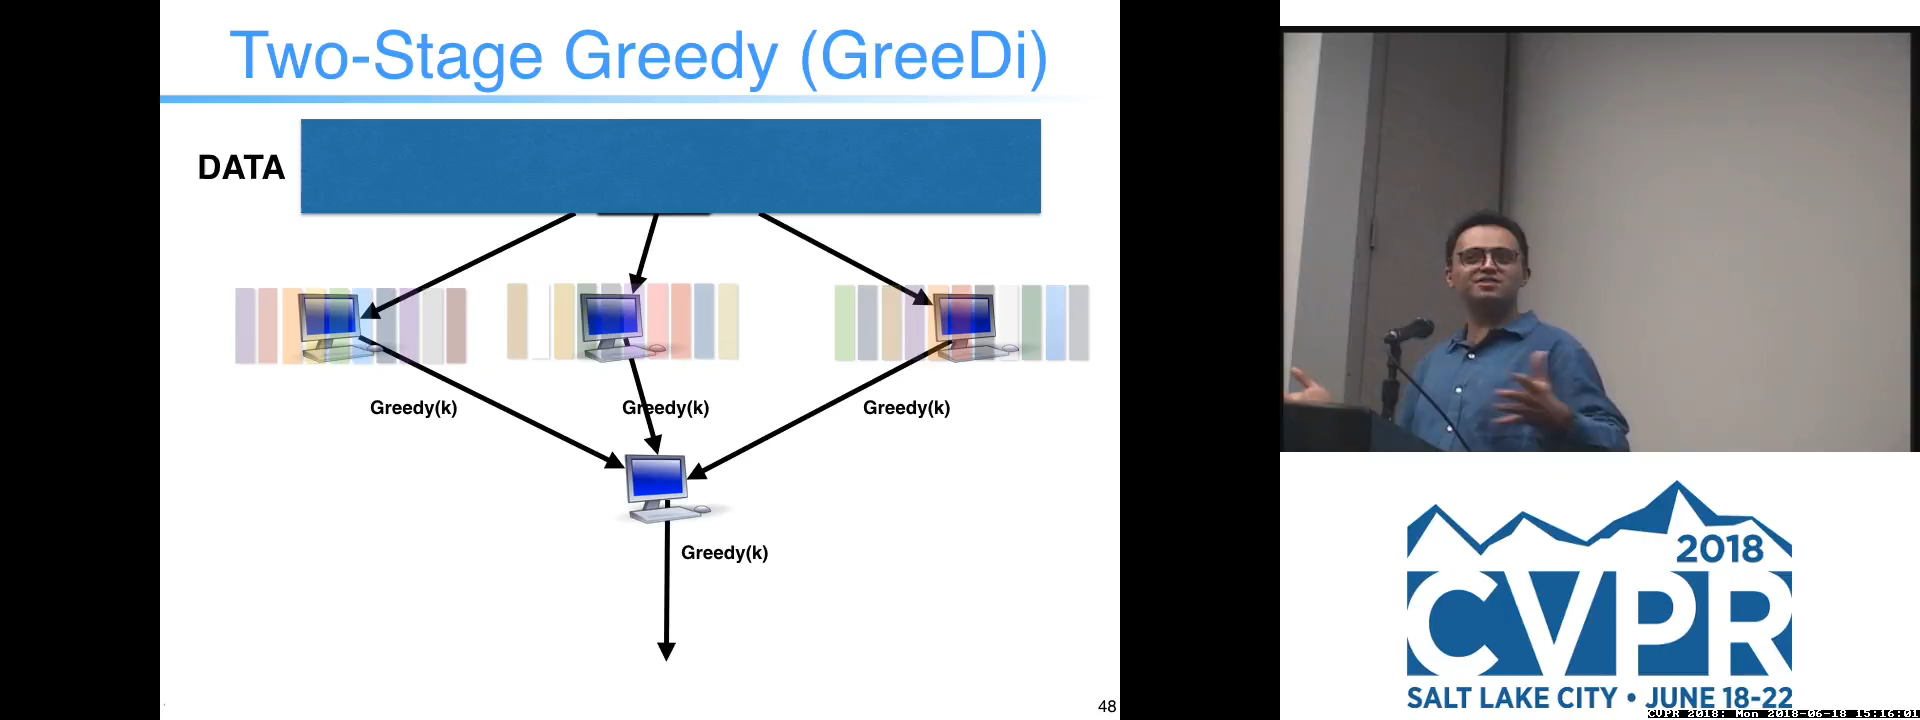 Two-Stage Greedy (GreeDi)
DATA
Greedy(k)
Greedy(k)
Greedy(k)
Greedy(k)
48
2018
CVPR
SALT LAKE CITY • JUNE 18-22
CVPR 2018: Mon 2018-06-18 15:16:01